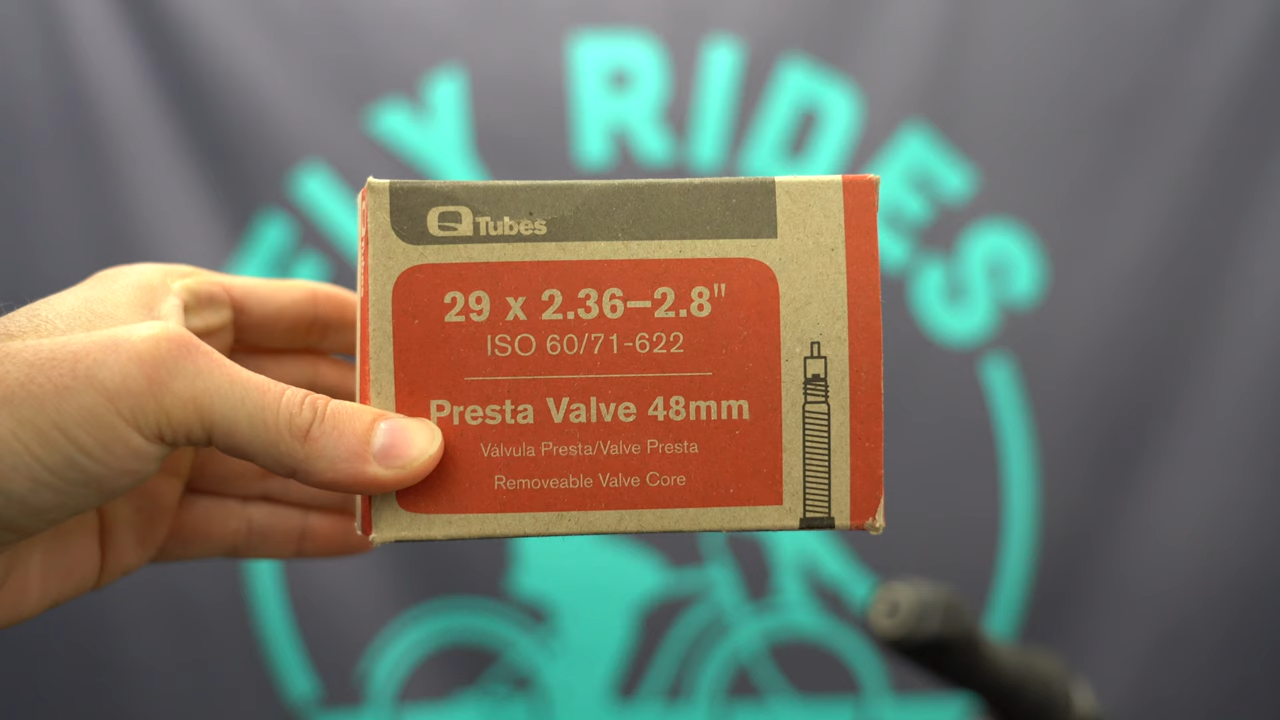 FLY RIDES
Q Tubes
29 x 2.36–2.8"
ISO 60/71-622
Presta Valve 48mm
Válvula Presta/Valve Presta
Removeable Valve Core